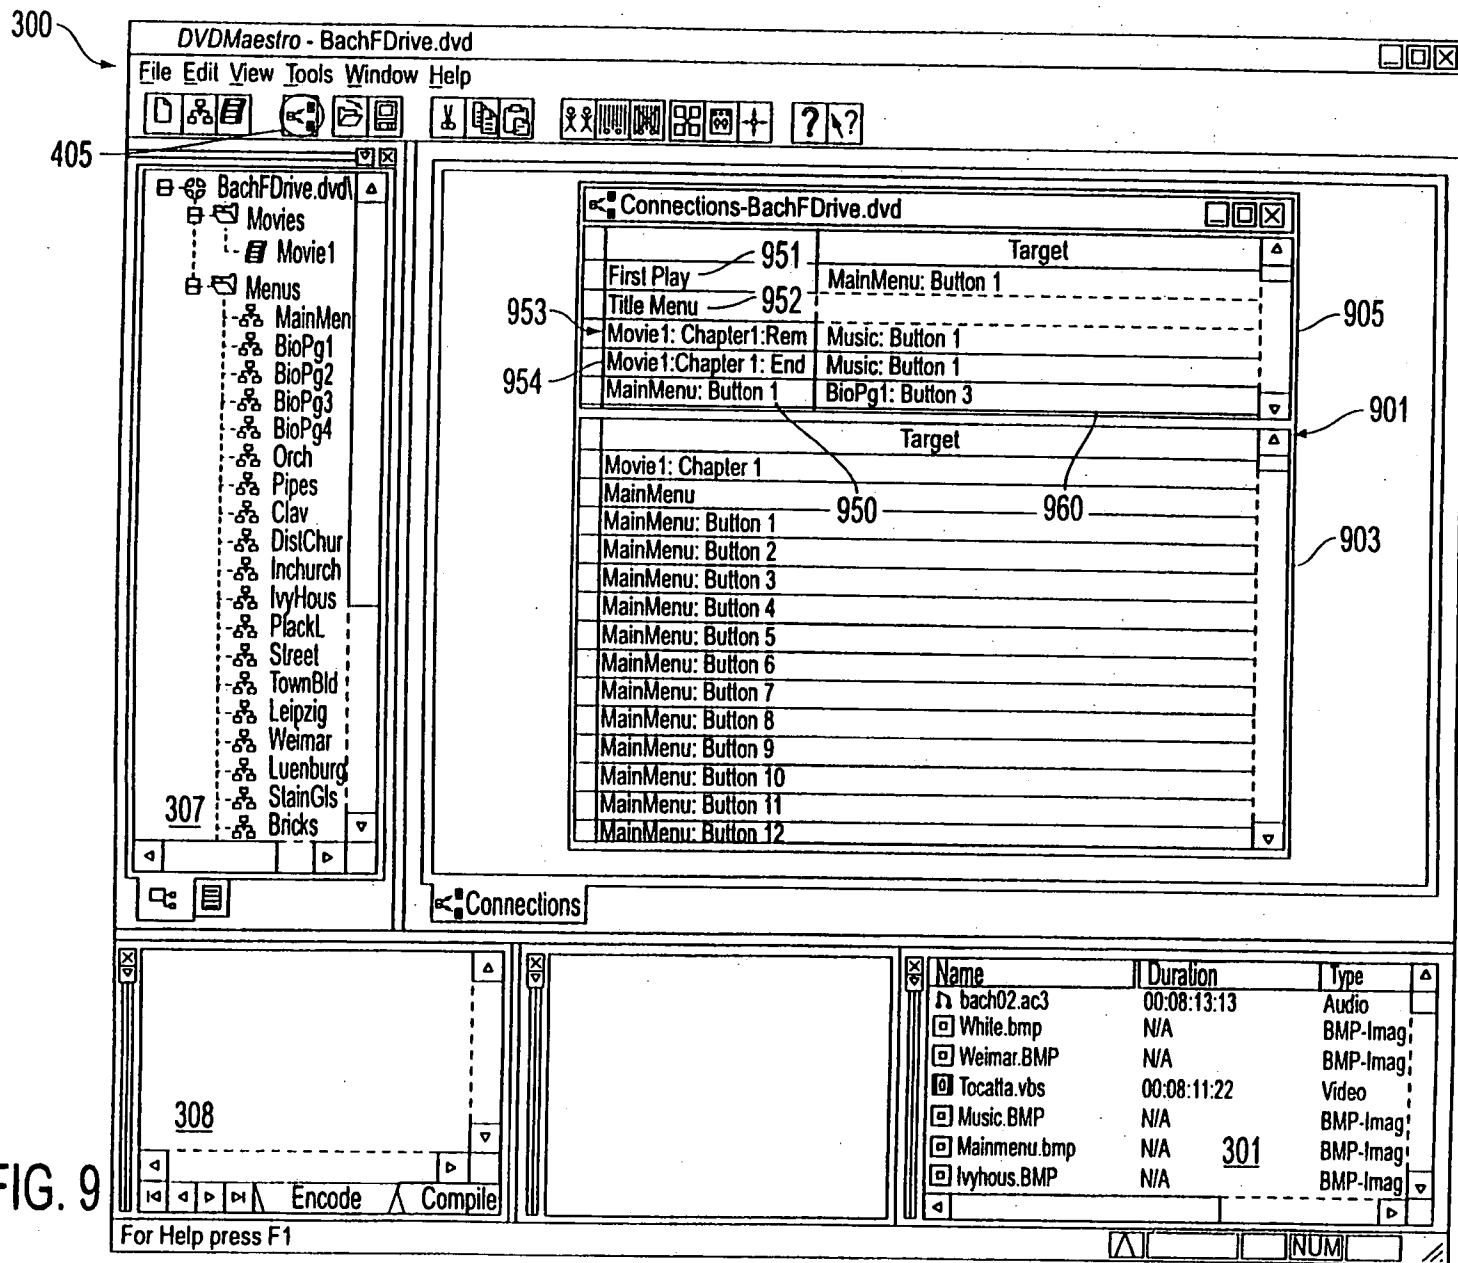 300
DVDMaestro - BachFDrive.dvd
File Edit View Tools Window Help
405
BachFDrive.dvd\
Movies
Movie1
Menus
MainMen
BioPg1
BioPg2
BioPg3
BioPg4
Orch
Pipes
Clav
DistChur
Inchurch
IvyHous
PlackL
Street
TownBld
Leipzig
Weimar
Luenburg
StainGls
Bricks
307
Connections-BachFDrive.dvd
Target
First Play 951 MainMenu: Button 1
Title Menu 952
953 Movie1: Chapter1:Rem Music: Button 1
954 Movie1:Chapter 1: End Music: Button 1
MainMenu: Button 1 BioPg1: Button 3
905
901
Target
Movie1: Chapter 1
MainMenu
950 960
MainMenu: Button 1
MainMenu: Button 2
903
MainMenu: Button 3
MainMenu: Button 4
MainMenu: Button 5
MainMenu: Button 6
MainMenu: Button 7
MainMenu: Button 8
MainMenu: Button 9
MainMenu: Button 10
MainMenu: Button 11
MainMenu: Button 12
Connections
308
Encode Compile
Name Duration Type
bach02.ac3 00:08:13:13 Audio
White.bmp N/A BMP-Imag
Weimar.BMP N/A BMP-Imag
Tocatta.vbs 00:08:11:22 Video
Music.BMP N/A BMP-Imag
Mainmenu.bmp N/A 301 BMP-Imag
Ivyhous.BMP N/A BMP-Imag
FIG. 9
For Help press F1
NUM